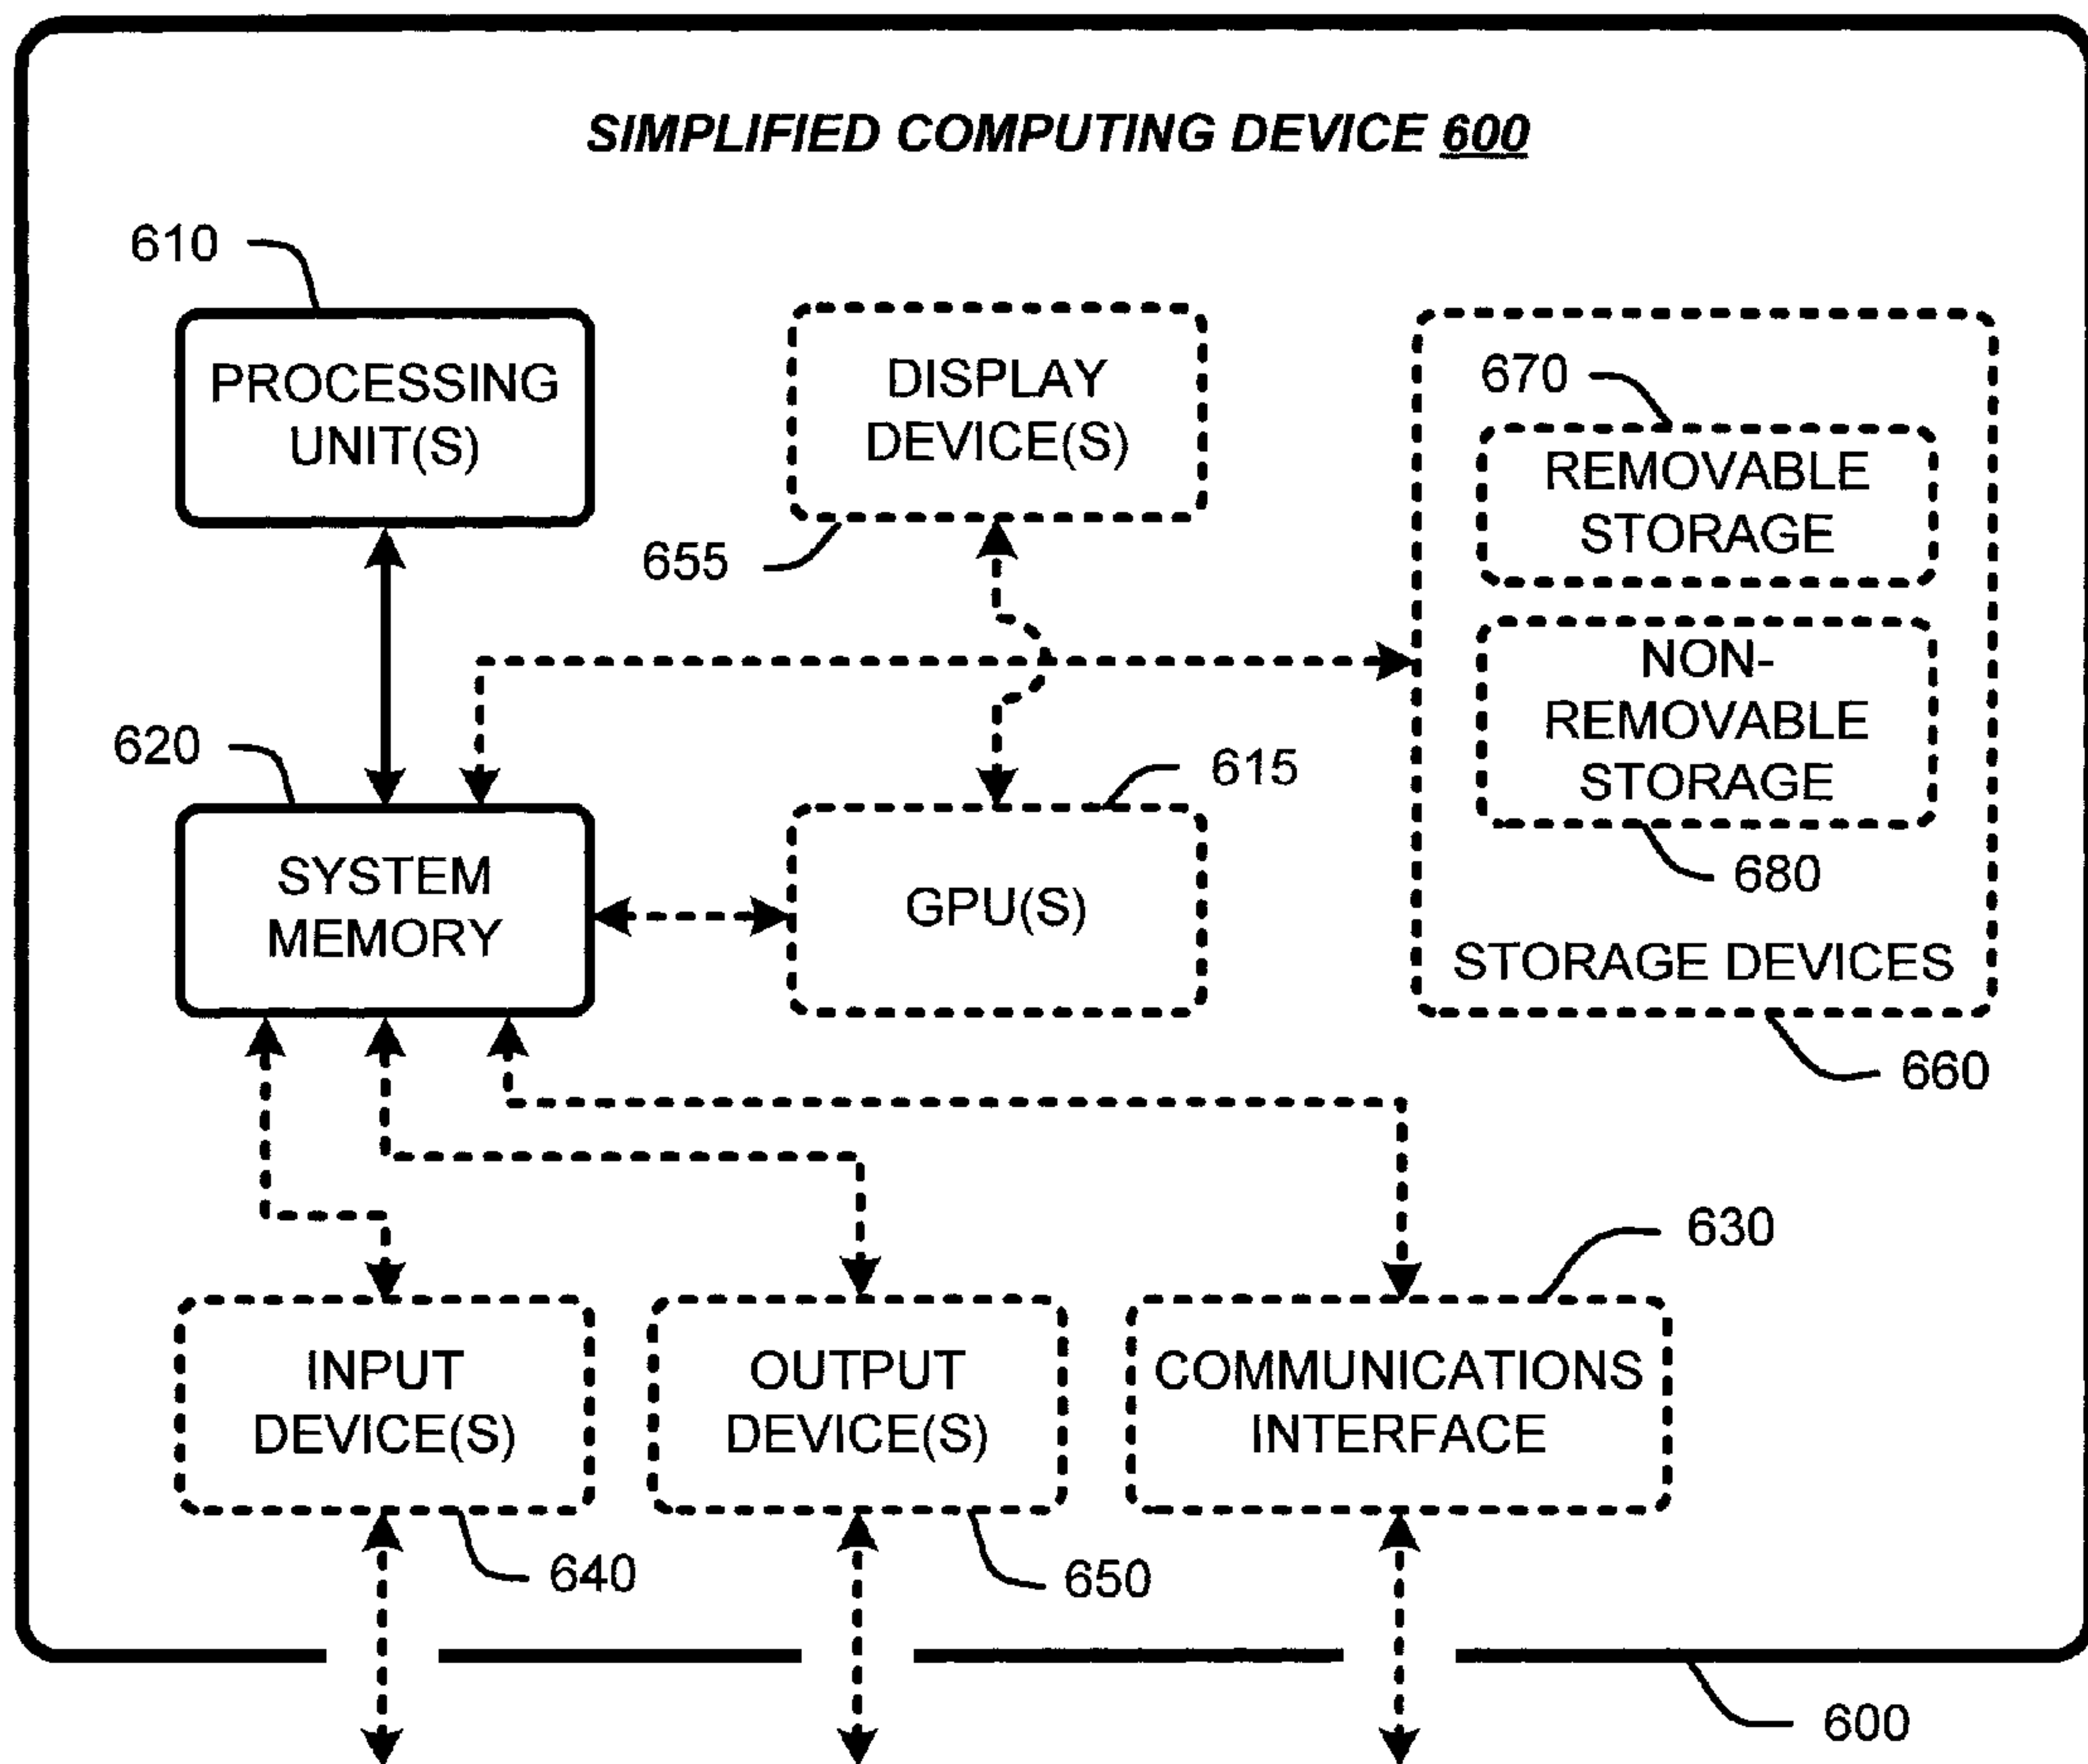 SIMPLIFIED COMPUTING DEVICE 600
610
PROCESSING
UNIT(S)
DISPLAY
DEVICE(S)
655
670
REMOVABLE
STORAGE
NON-
REMOVABLE
STORAGE
680
STORAGE DEVICES
660
620
SYSTEM
MEMORY
615
GPU(S)
630
INPUT
DEVICE(S)
640
OUTPUT
DEVICE(S)
650
COMMUNICATIONS
INTERFACE
600